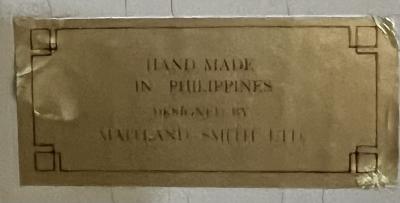 HAND MADE
IN PHILIPPINES
DESIGNED BY
MAITLAND-SMITH LTD.